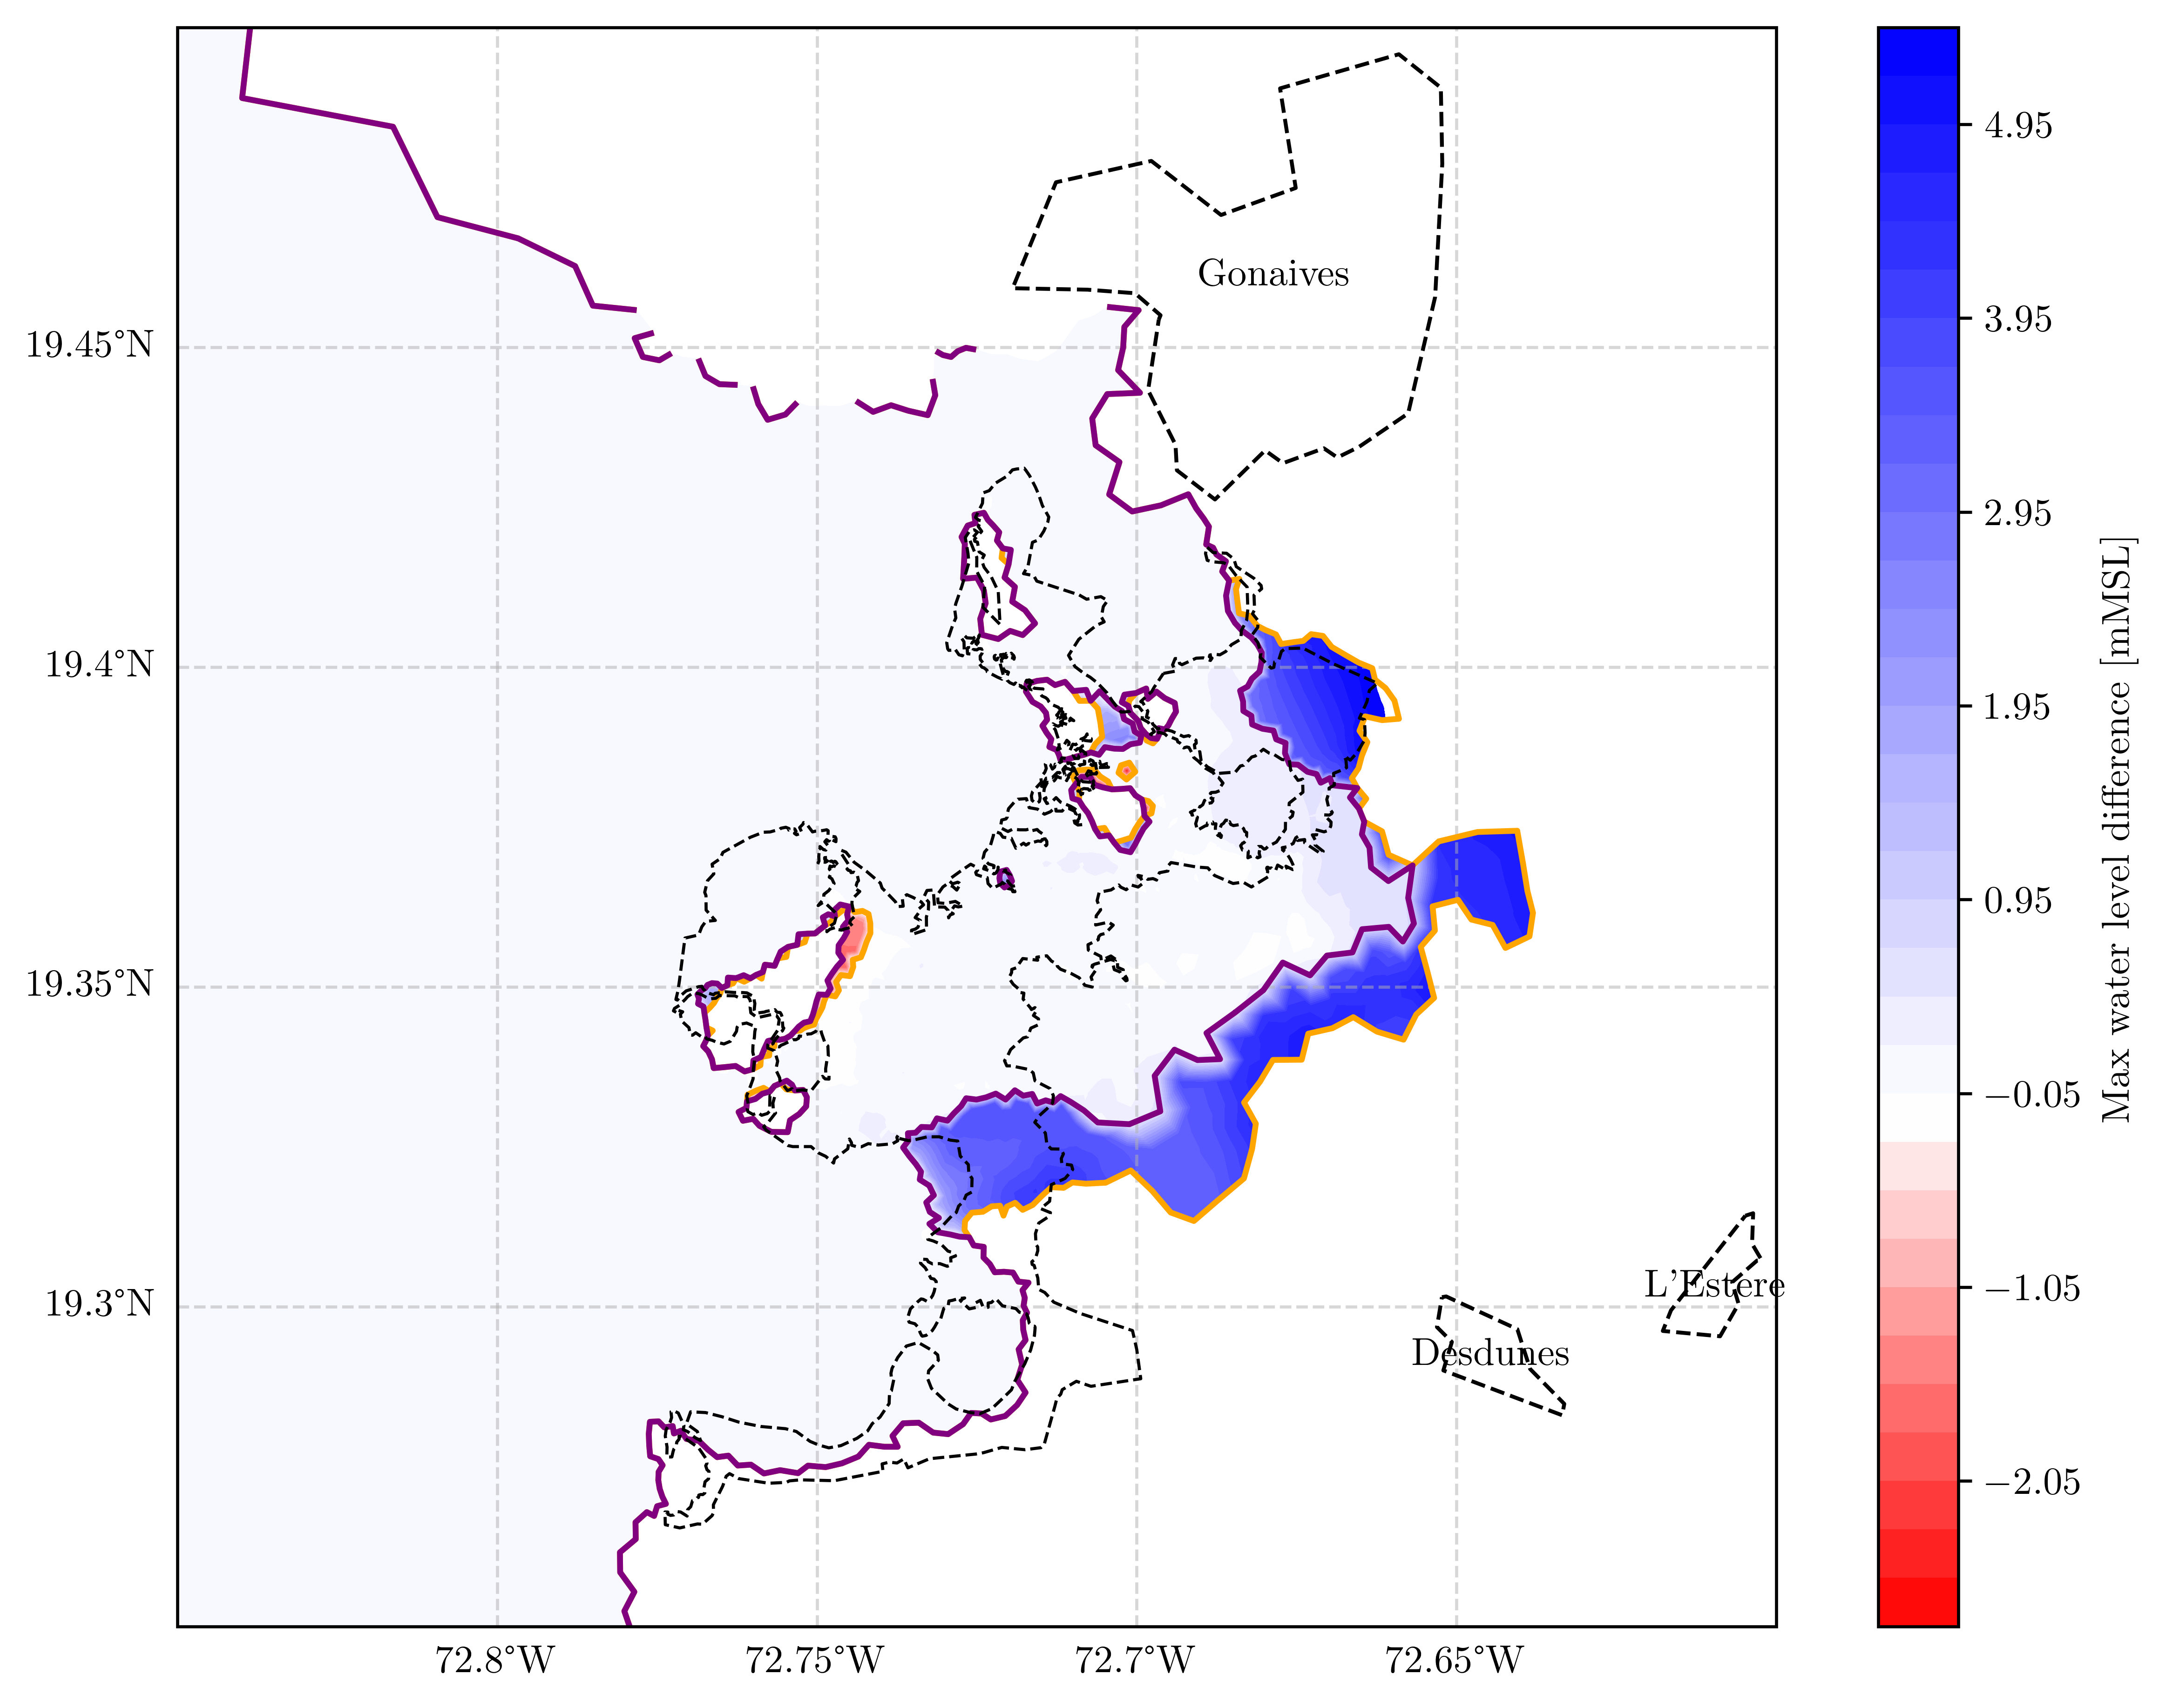 Gonaives
19.45°N
19.4°N
19.35°N
19.3°N
L'Estere
Desdunes
72.8°W
72.75°W
72.7°W
72.65°W
4.95
3.95
2.95
1.95
0.95
−0.05
−1.05
−2.05
Max water level difference [mMSL]